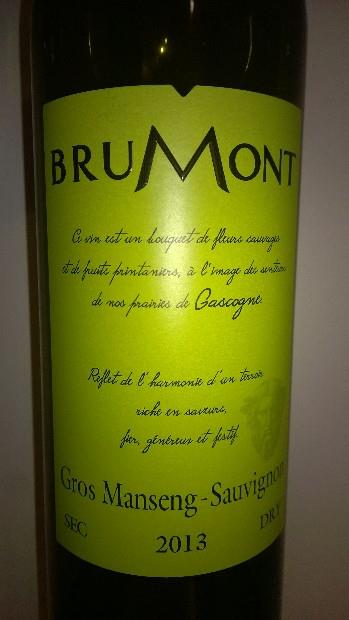 BRUMONT
Ce vin est un bouquet de fleurs sauvages
et de fruits printaniers, à l'image des sentiers
de nos prairies de Gascogne.
Reflet de l'harmonie d'un terroir
riche en saveurs,
fier, généreux et festif.
Gros Manseng-Sauvignon
SEC
DRY
2013